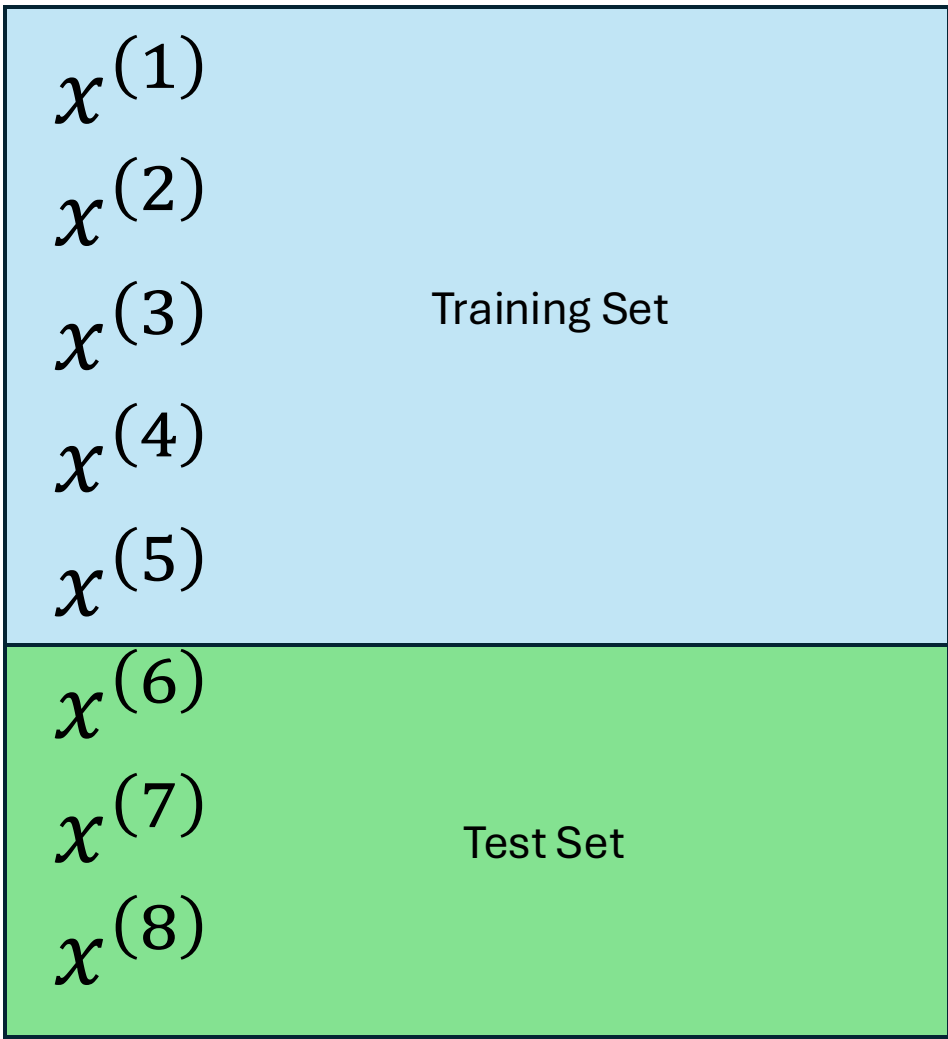 x^(1)
x^(2)
x^(3)
Training Set
x^(4)
x^(5)
x^(6)
x^(7)
Test Set
x^(8)